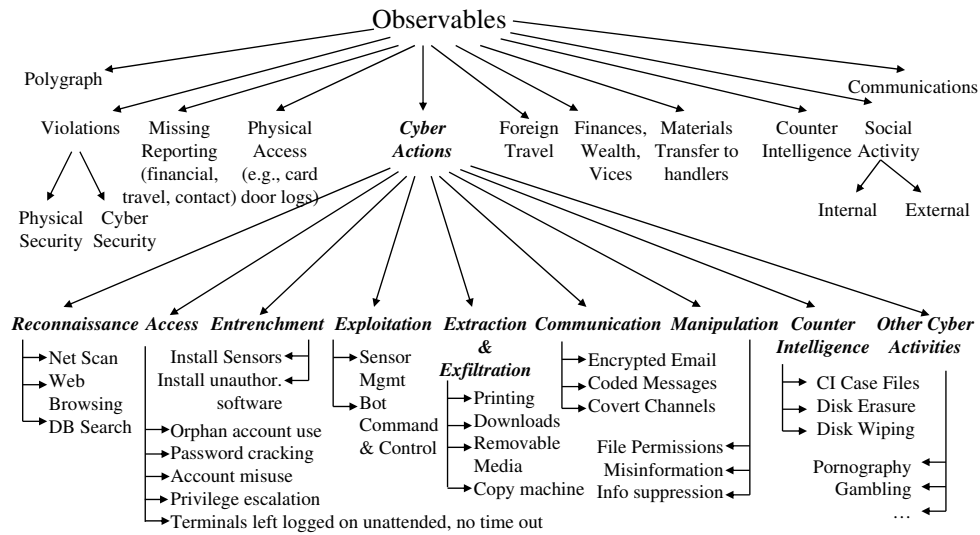 Observables
Polygraph
Communications
Violations
Missing
Reporting
(financial,
travel, contact)
Physical
Access
(e.g., card
door logs)
Cyber
Actions
Foreign
Travel
Finances,
Wealth,
Vices
Materials
Transfer to
handlers
Counter
Intelligence
Social
Activity
Physical
Security
Cyber
Security
Internal
External
Reconnaissance
Net Scan
Web
Browsing
DB Search
Access
Orphan account use
Password cracking
Account misuse
Privilege escalation
Terminals left logged on unattended, no time out
Entrenchment
Install Sensors
Install unauthor.
software
Exploitation
Sensor
Mgmt
Bot
Command
& Control
Extraction
&
Exfiltration
Printing
Downloads
Removable
Media
Copy machine
Communication
Encrypted Email
Coded Messages
Covert Channels
Manipulation
File Permissions
Misinformation
Info suppression
Counter
Intelligence
CI Case Files
Disk Erasure
Disk Wiping
Other Cyber
Activities
Pornography
Gambling
…